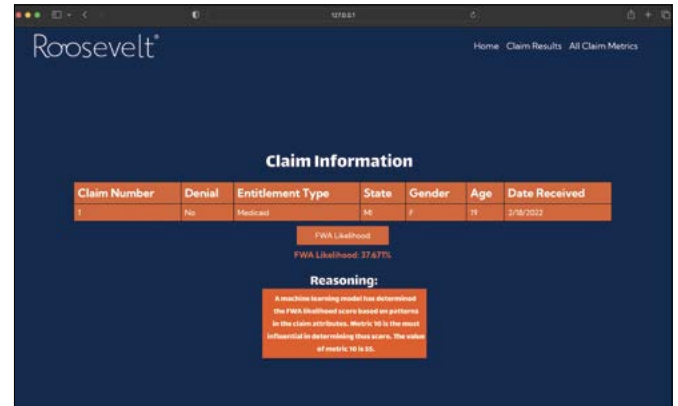 127.0.0.1
Roosevelt
Home Claim Results All Claim Metrics
Claim Information
Claim Number Denial Entitlement Type State Gender Age Date Received
1 No Medicaid MI F 2/18/2022
FWA Likelihood
FWA Likelihood: 37.671%
Reasoning:
A machine learning model has determined
the FWA likelihood score based on patterns
in the claim attributes. Metric 10 is the most
influential in determining thus score. The value
of metric 10 is 55.